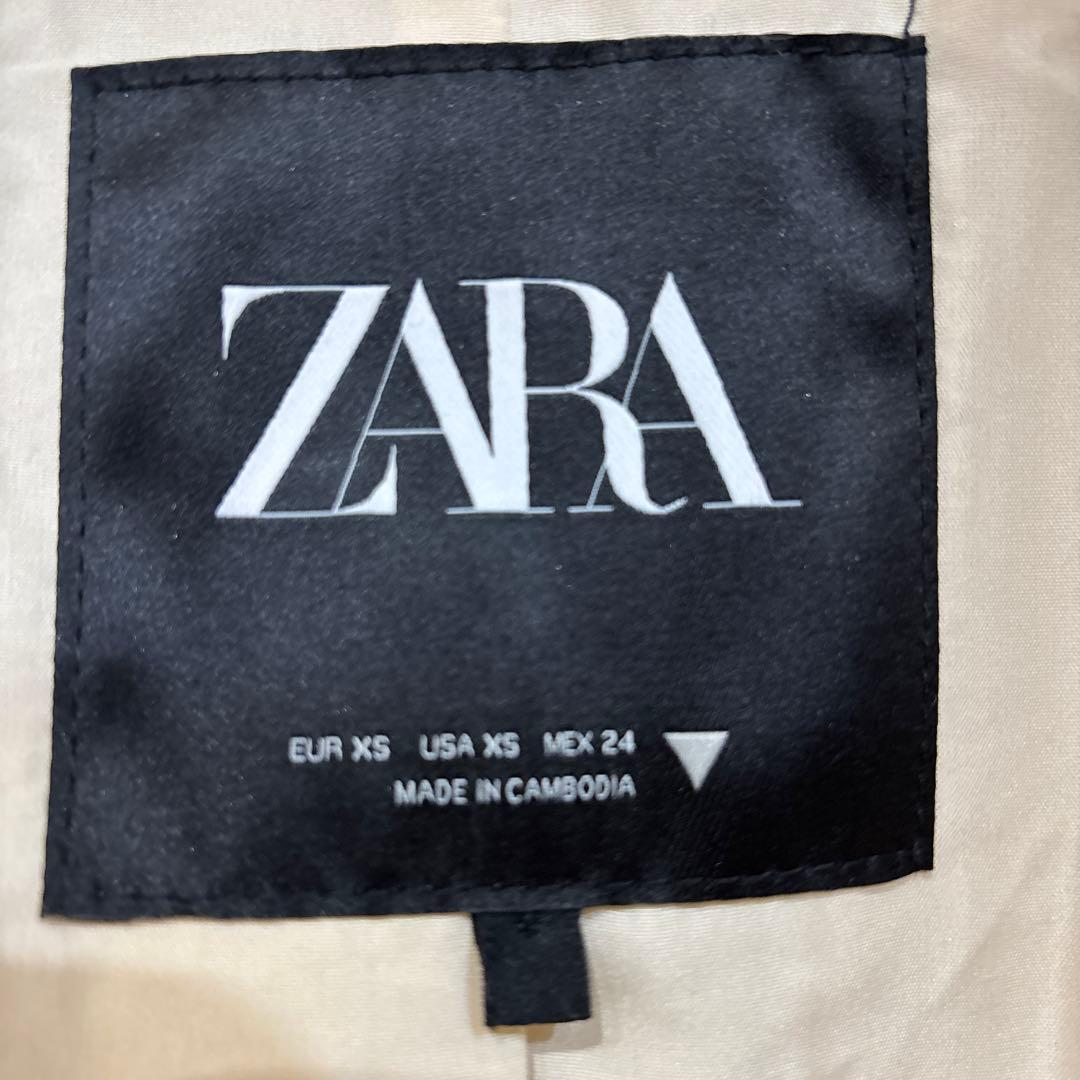 ZARA
EUR XS USA XS MEX 24
MADE IN CAMBODIA